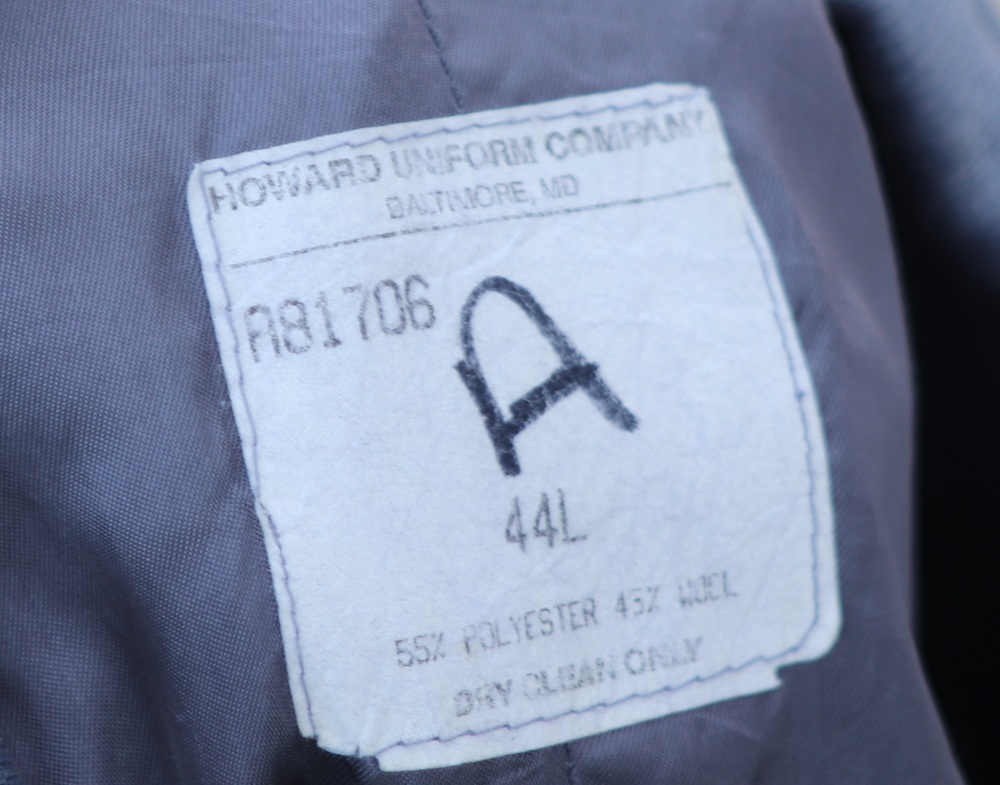 HOWARD UNIFORM COMPANY
BALTIMORE, MD
A81706
A
44L
55% POLYESTER 45% WOOL
DRY CLEAN ONLY